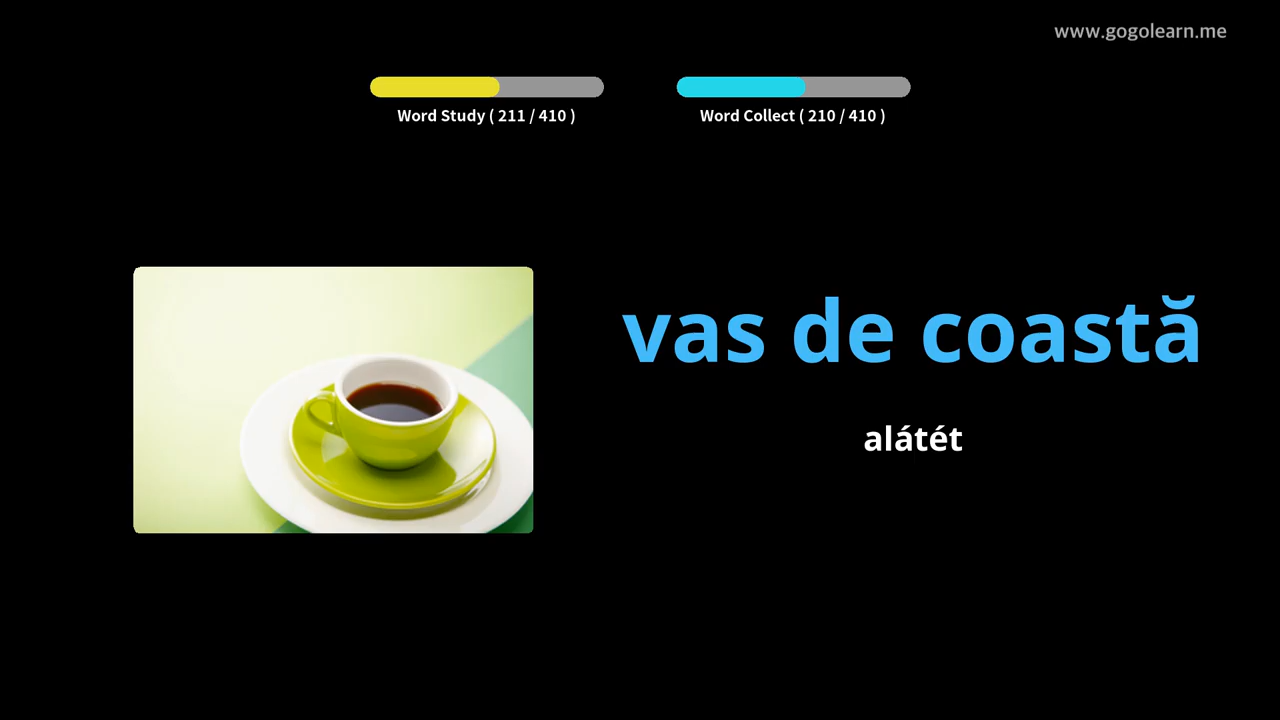 www.gogolearn.me
Word Study ( 211 / 410 )
Word Collect ( 210 / 410 )
vas de coastă
alátét